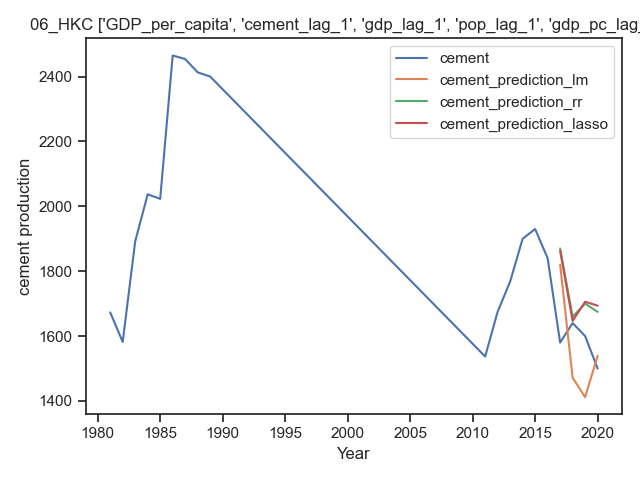 06_HKC ['GDP_per_capita', 'cement_lag_1', 'gdp_lag_1', 'pop_lag_1', 'gdp_pc_lag_
cement
cement_prediction_lm
cement_prediction_rr
cement_prediction_lasso
2400
2200
2000
1800
1600
1400
cement production
1980 1985 1990 1995 2000 2005 2010 2015 2020
Year